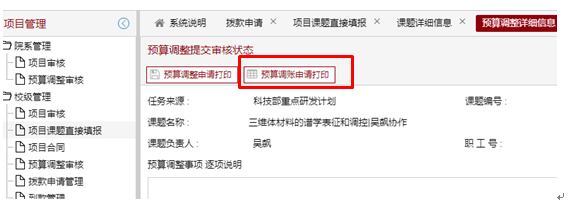 项目管理
系统说明 拨款申请 × 项目课题直接填报 × 课题详细信息 × 预算调整详细信息
院系管理
项目审核
预算调整审核
校级管理
项目审核
项目课题直接填报
项目合同
预算调整审核
拨款申请管理
到款管理
预算调整提交审核状态
预算调整申请打印 预算调账申请打印
任务来源 : 科技部重点研发计划 课题编号 :
课题名称 : 三维体材料的谱学表征和调控|吴飙协作
课题负责人 : 吴飙 职 工 号 :
预算调整事项 逐项说明